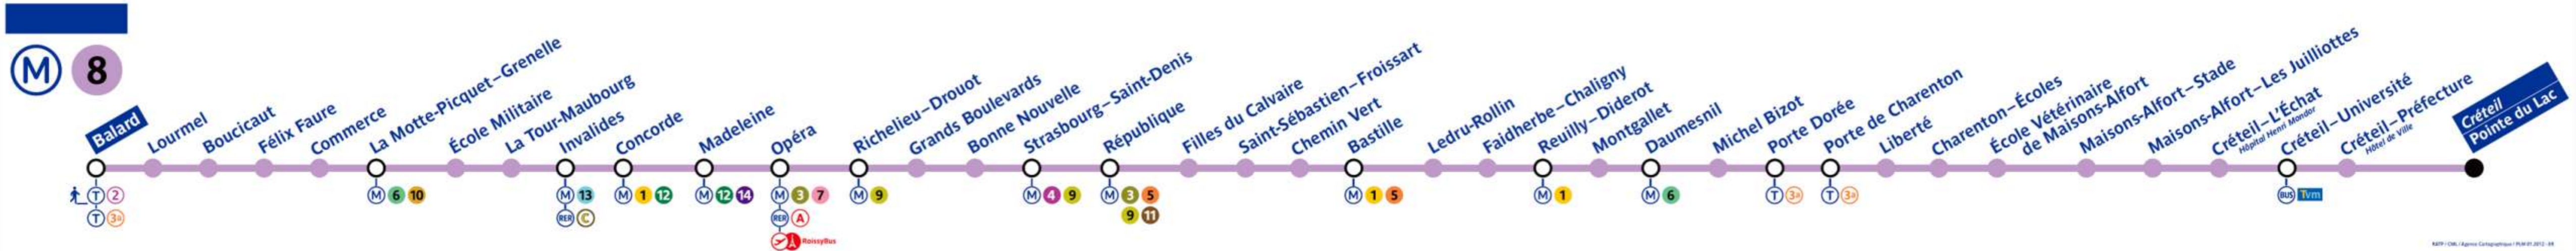 M 8
Balard
Lourmel
Boucicaut
Félix Faure
Commerce
La Motte-Picquet–Grenelle
École Militaire
La Tour-Maubourg
Invalides
Concorde
Madeleine
Opéra
Richelieu–Drouot
Grands Boulevards
Bonne Nouvelle
Strasbourg–Saint-Denis
République
Filles du Calvaire
Saint-Sébastien–Froissart
Chemin Vert
Bastille
Ledru-Rollin
Faidherbe–Chaligny
Reuilly–Diderot
Montgallet
Daumesnil
Michel Bizot
Porte Dorée
Porte de Charenton
Liberté
Charenton–Écoles
École Vétérinaire
de Maisons-Alfort
Maisons-Alfort–Stade
Maisons-Alfort–Les Juilliottes
Créteil–L'Échat
Hôpital Henri Mondor
Créteil–Université
Créteil–Préfecture
Hôtel de Ville
Créteil
Pointe du Lac
T 2
T 3a
M 6 10
M 13
RER C
M 1 12
M 12 14
M 3 7
RER A
RoissyBus
M 9
M 4 9
M 3 5
9 11
M 1 5
M 1
M 6
T 3a
T 3a
BUS Tvm